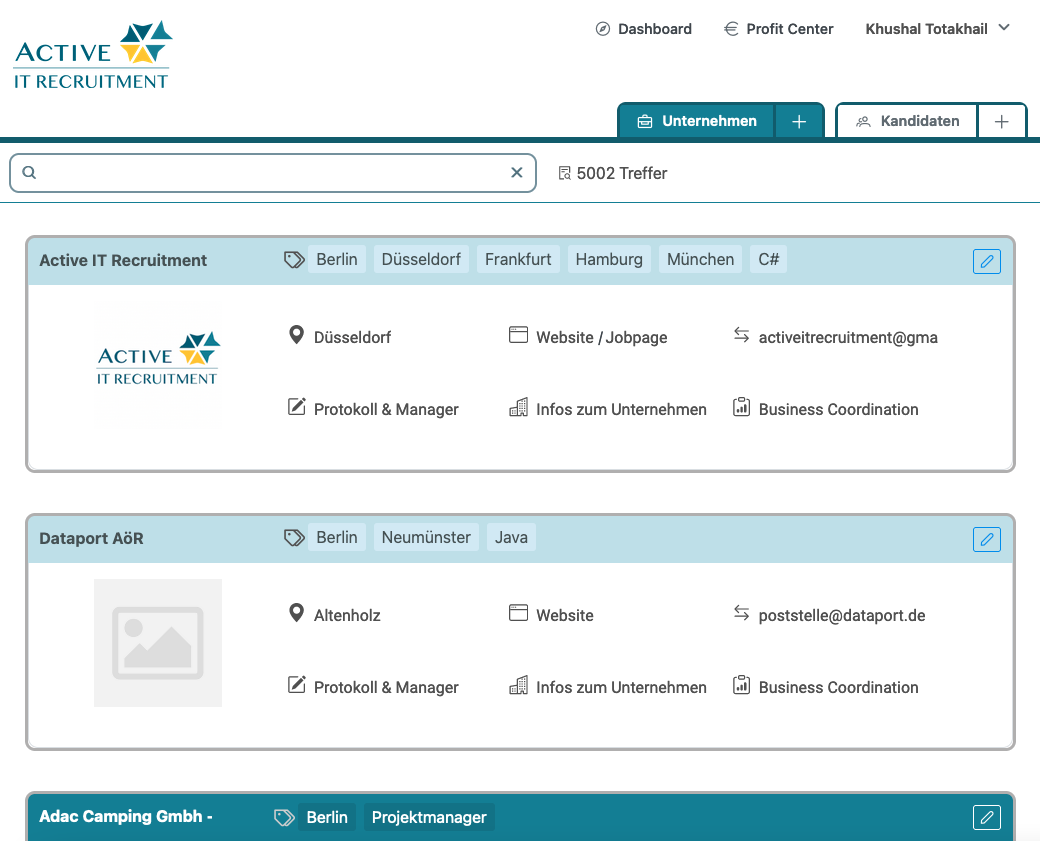 Dashboard Profit Center Khushal Totakhail
ACTIVE
IT RECRUITMENT
Unternehmen + Kandidaten +
5002 Treffer
Active IT Recruitment Berlin Düsseldorf Frankfurt Hamburg München C#
ACTIVE
IT RECRUITMENT
Düsseldorf Website / Jobpage activeitrecruitment@gma
Protokoll & Manager Infos zum Unternehmen Business Coordination
Dataport AöR Berlin Neumünster Java
Altenholz Website poststelle@dataport.de
Protokoll & Manager Infos zum Unternehmen Business Coordination
Adac Camping Gmbh - Berlin Projektmanager